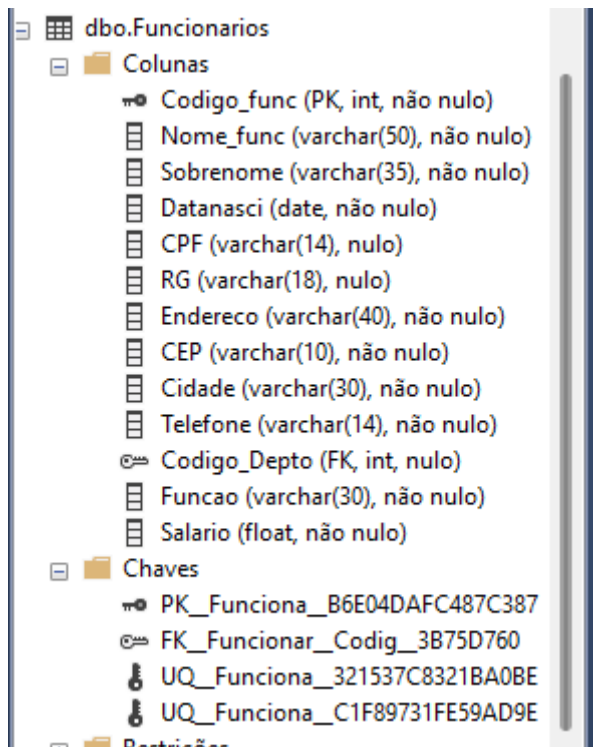 dbo.Funcionarios
Colunas
Codigo_func (PK, int, não nulo)
Nome_func (varchar(50), não nulo)
Sobrenome (varchar(35), não nulo)
Datanasci (date, não nulo)
CPF (varchar(14), nulo)
RG (varchar(18), nulo)
Endereco (varchar(40), não nulo)
CEP (varchar(10), não nulo)
Cidade (varchar(30), não nulo)
Telefone (varchar(14), não nulo)
Codigo_Depto (FK, int, nulo)
Funcao (varchar(30), não nulo)
Salario (float, não nulo)
Chaves
PK__Funciona__B6E04DAFC487C387
FK__Funcionar__Codig__3B75D760
UQ__Funciona__321537C8321BA0BE
UQ__Funciona__C1F89731FE59AD9E
Restrições